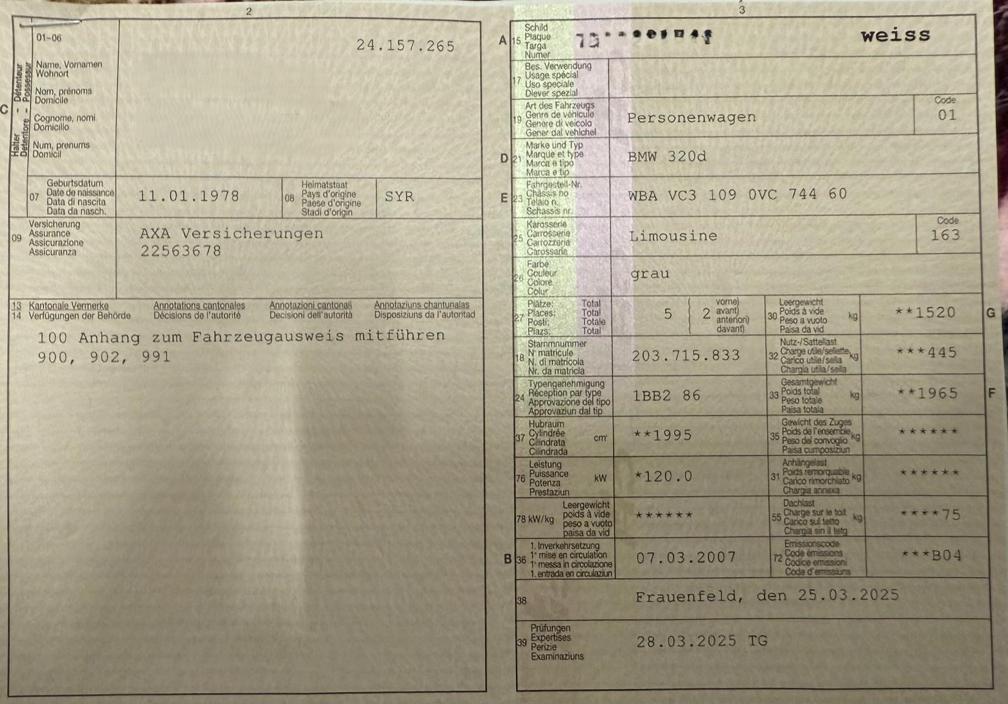 2
C
Halter - Détenteur
Detentore - Possessur
01-06
24.157.265
Name, Vornamen
Wohnort
Nom, prénoms
Domicile
Cognome, nomi
Domicilio
Num, prenums
Domicil
07
Geburtsdatum
Date de naissance
Data di nascita
Data da nasch.
11.01.1978
08
Heimatstaat
Pays d'origine
Paese d'origine
Stadi d'origin
SYR
09
Versicherung
Assurance
Assicurazione
Assicuranza
AXA Versicherungen
22563678
13 Kantonale Vermerke Annotations cantonales Annotazioni cantonali Annotaziuns chantunalas
14 Verfügungen der Behörde Décisions de l'autorité Decisioni dell'autorità Disposiziuns da l'autoritad
100 Anhang zum Fahrzeugausweis mitführen
900, 902, 991
3
A
15
Schild
Plaque
Targa
Numer
weiss
17
Bes. Verwendung
Usage spécial
Uso speciale
Diever spezial
19
Art des Fahrzeugs
Genre de véhicule
Genere di veicolo
Gener dal vehichel
Personenwagen
Code
01
D
21
Marke und Typ
Marque et type
Marca e tipo
Marca e tip
BMW 320d
E
23
Fahrgestell-Nr.
Châssis no
Telaio n.
Schassis nr.
WBA VC3 109 0VC 744 60
25
Karosserie
Carrosserie
Carrozzeria
Carossaria
Limousine
Code
163
26
Farbe
Couleur
Colore
Colur
grau
27
Plätze: Total
Places: Total
Posti: Totale
Plazs: Total
5
2
vorne)
avant)
anteriori)
davant)
30
Leergewicht
Poids à vide
Peso a vuoto
Paisa da vid
kg
**1520
G
18
Stammnummer
N° matricule
N. di matricola
Nr. da matricla
203.715.833
32
Nutz-/Sattellast
Charge utile/sellette
Carico utile/sella
Chargia utila/sella
kg
***445
24
Typengenehmigung
Réception par type
Approvazione del tipo
Approvaziun dal tip
1BB2 86
33
Gesamtgewicht
Poids total
Peso totale
Paisa totala
kg
**1965
F
37
Hubraum
Cylindrée
Cilindrata
Cilindrada
cm³
**1995
35
Gewicht des Zuges
Poids de l'ensemble
Peso del convoglio
Paisa cumposiziun
kg
******
76
Leistung
Puissance
Potenza
Prestaziun
kW
*120.0
31
Anhängelast
Poids remorquable
Carico rimorchiato
Chargia annexa
kg
******
78 kW/kg
Leergewicht
poids à vide
peso a vuoto
paisa da vid
******
55
Dachlast
Charge sur le toit
Carico sul tetto
Chargia sin il tetg
kg
****75
B
36
1. Inverkehrsetzung
1re mise en circulation
1a messa in circolazione
1. entrada en circulaziun
07.03.2007
72
Emissionscode
Code émissions
Codice emissioni
Code d'emissiuns
***B04
38
Frauenfeld, den 25.03.2025
39
Prüfungen
Expertises
Perizie
Examinaziuns
28.03.2025 TG